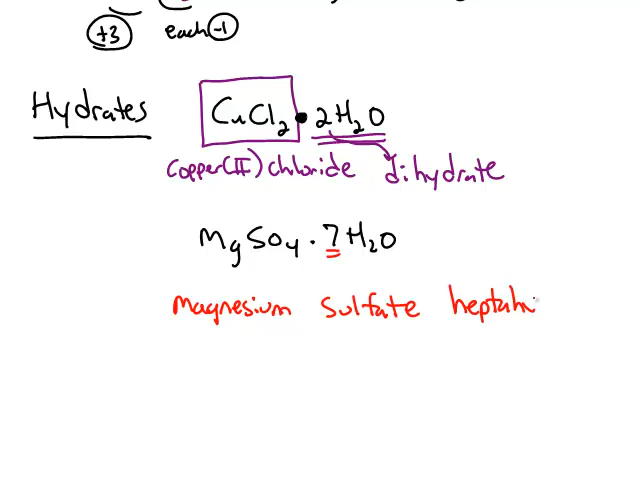 +3 each -1
Hydrates CuCl₂ • 2H₂O
Copper(II) chloride dihydrate
MgSO₄ · 7H₂O
Magnesium sulfate heptahy